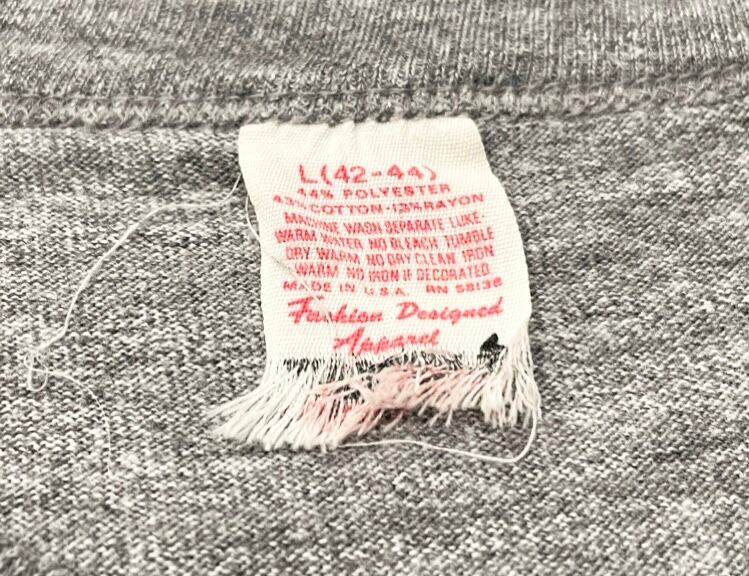 L(42-44)
44% POLYESTER
43% COTTON-13% RAYON
MACHINE WASH SEPARATE LUKE-
WARM WATER NO BLEACH TUMBLE
DRY WARM NO DRY CLEAN. IRON
WARM NO IRON IF DECORATED
MADE IN U.S.A. RN 58136
Fashion Designed
Apparel